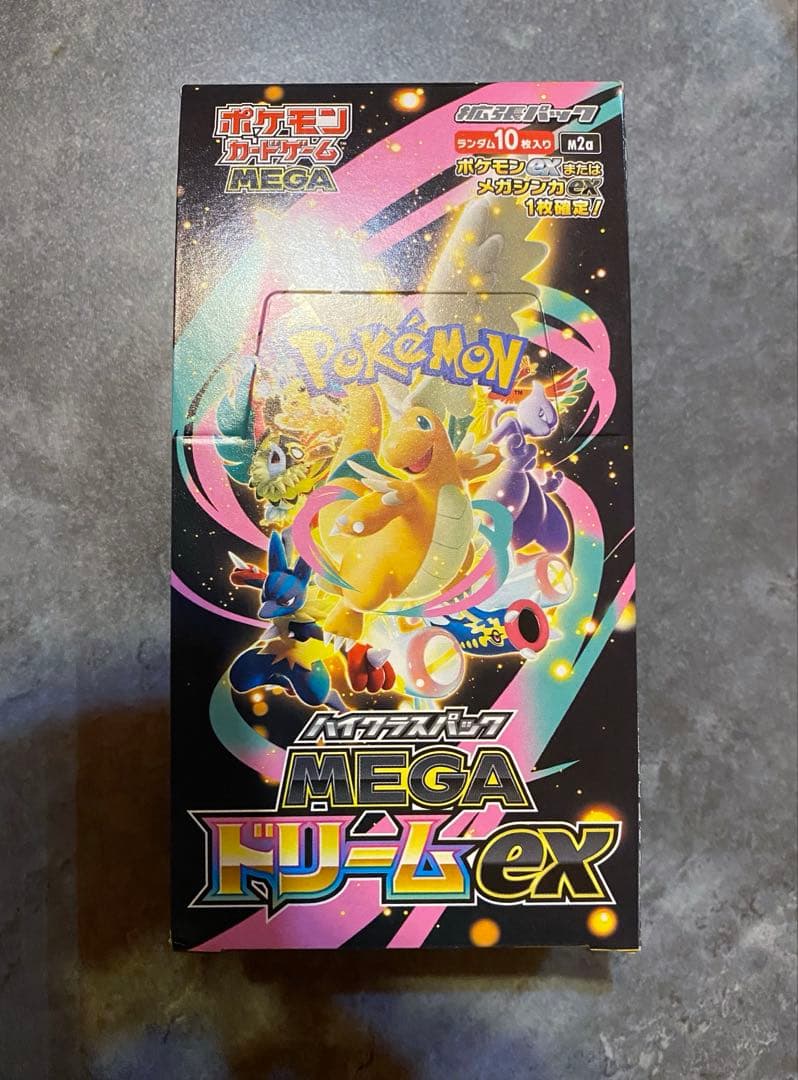 ポケモン
カードゲーム
MEGA
拡張パック
ランダム10枚入り M2a
ポケモンexまたは
メガシンカex
1枚確定!
POKéMON
TM
ハイクラスパック
MEGA
ドリームex